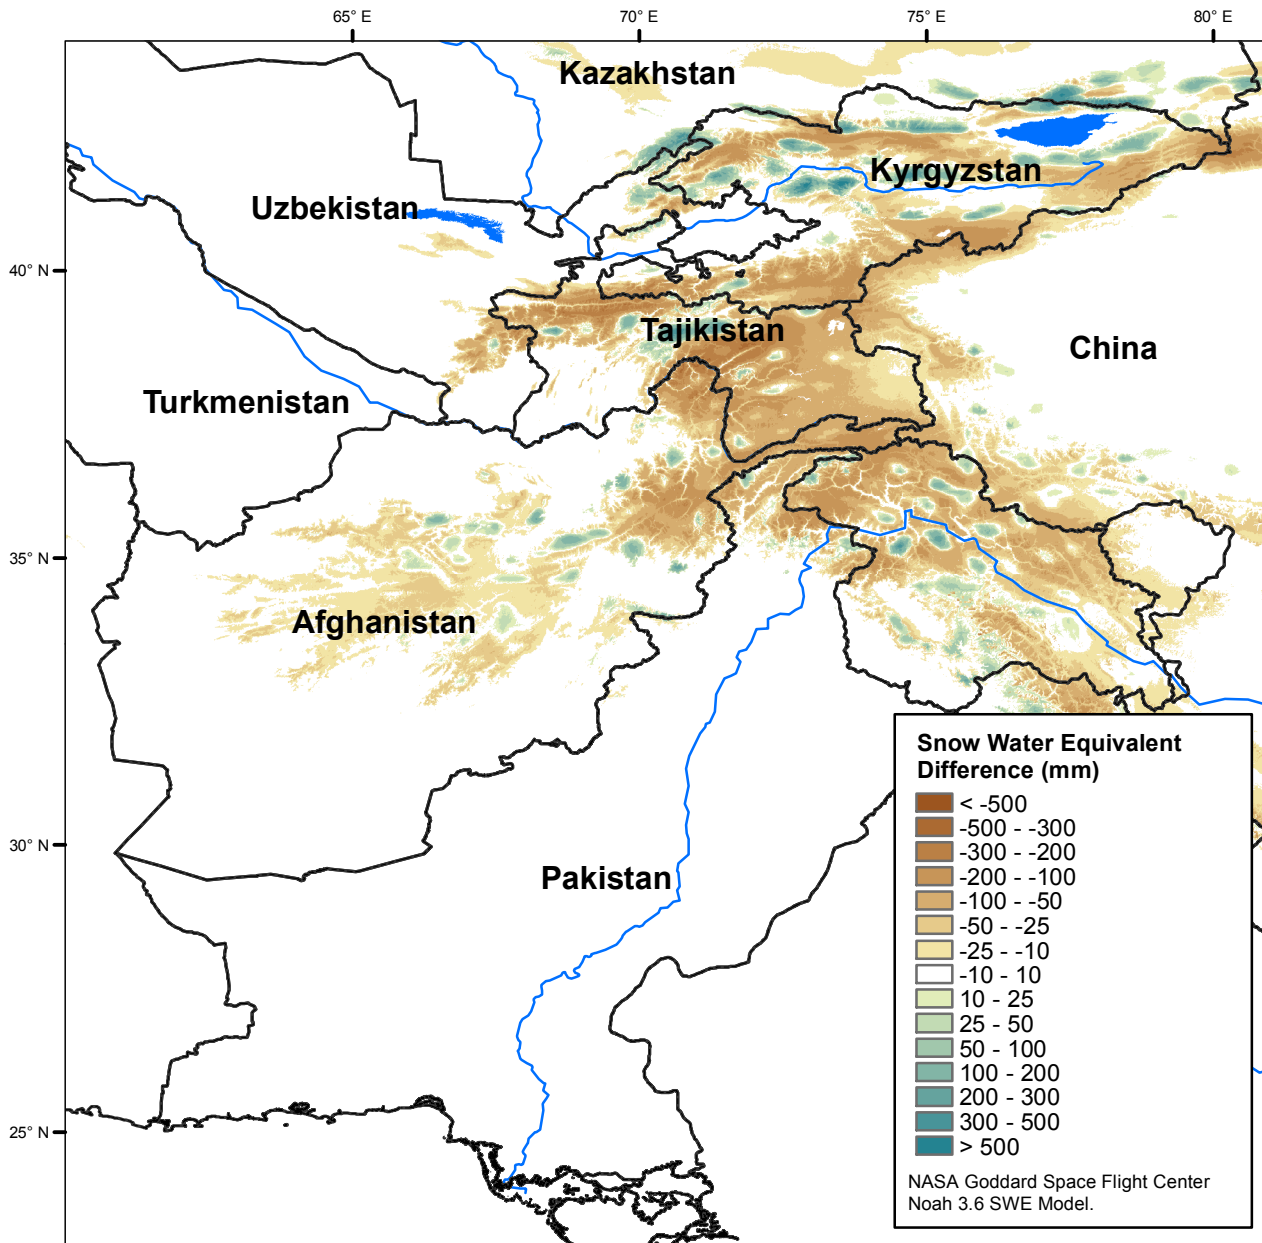 65° E
70° E
75° E
80° E
Kazakhstan
Kyrgyzstan
Uzbekistan
40° N
Tajikistan
China
Turkmenistan
35° N
Afghanistan
30° N
Pakistan
25° N
Snow Water Equivalent
Difference (mm)
< -500
-500 - -300
-300 - -200
-200 - -100
-100 - -50
-50 - -25
-25 - -10
-10 - 10
10 - 25
25 - 50
50 - 100
100 - 200
200 - 300
300 - 500
> 500
NASA Goddard Space Flight Center
Noah 3.6 SWE Model.